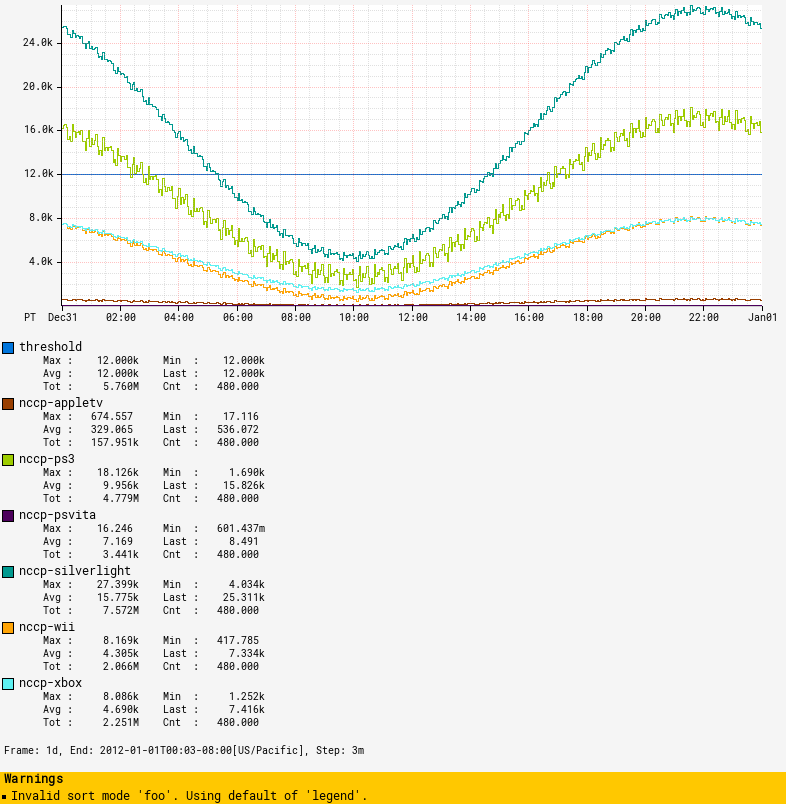 24.0k
20.0k
16.0k
12.0k
8.0k
4.0k
PT Dec31 02:00 04:00 06:00 08:00 10:00 12:00 14:00 16:00 18:00 20:00 22:00 Jan01
threshold
Max : 12.000k Min : 12.000k
Avg : 12.000k Last : 12.000k
Tot : 5.760M Cnt : 480.000
nccp-appletv
Max : 674.557 Min : 17.116
Avg : 329.065 Last : 536.072
Tot : 157.951k Cnt : 480.000
nccp-ps3
Max : 18.126k Min : 1.690k
Avg : 9.956k Last : 15.826k
Tot : 4.779M Cnt : 480.000
nccp-psvita
Max : 16.246 Min : 601.437m
Avg : 7.169 Last : 8.491
Tot : 3.441k Cnt : 480.000
nccp-silverlight
Max : 27.399k Min : 4.034k
Avg : 15.775k Last : 25.311k
Tot : 7.572M Cnt : 480.000
nccp-wii
Max : 8.169k Min : 417.785
Avg : 4.305k Last : 7.334k
Tot : 2.066M Cnt : 480.000
nccp-xbox
Max : 8.086k Min : 1.252k
Avg : 4.690k Last : 7.416k
Tot : 2.251M Cnt : 480.000
Frame: 1d, End: 2012-01-01T00:03-08:00[US/Pacific], Step: 3m
Warnings
▪ Invalid sort mode 'foo'. Using default of 'legend'.